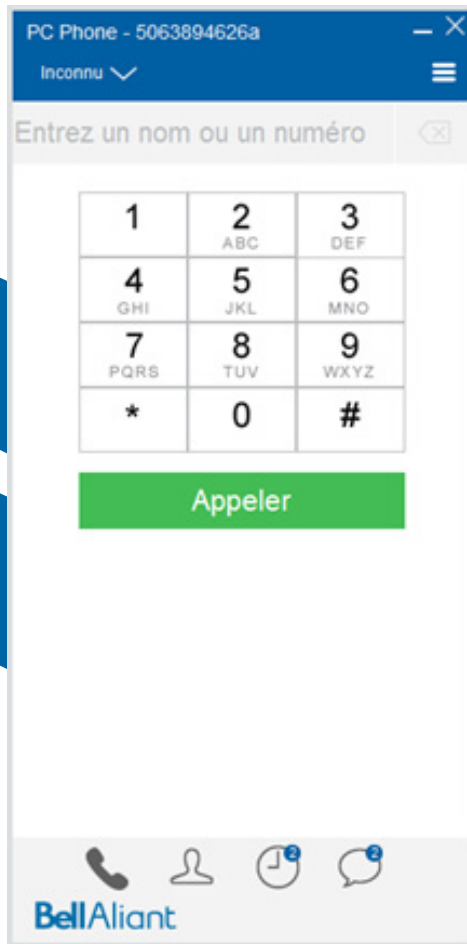 PC Phone - 5063894626a
Inconnu
Entrez un nom ou un numéro
1 2 3
ABC DEF
4 5 6
GHI JKL MNO
7 8 9
PQRS TUV WXYZ
* 0 #
Appeler
2 2
BellAliant